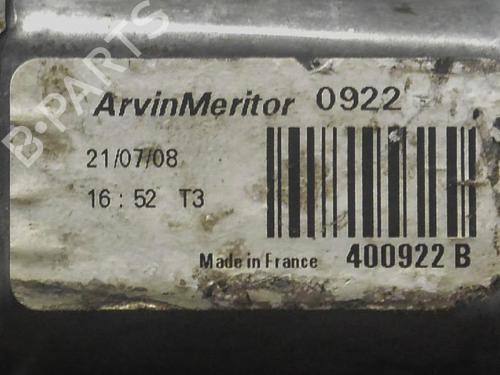 B-PARTS
ArvinMeritor 0922
21/07/08
16 : 52 T3
Made in France 400922 B